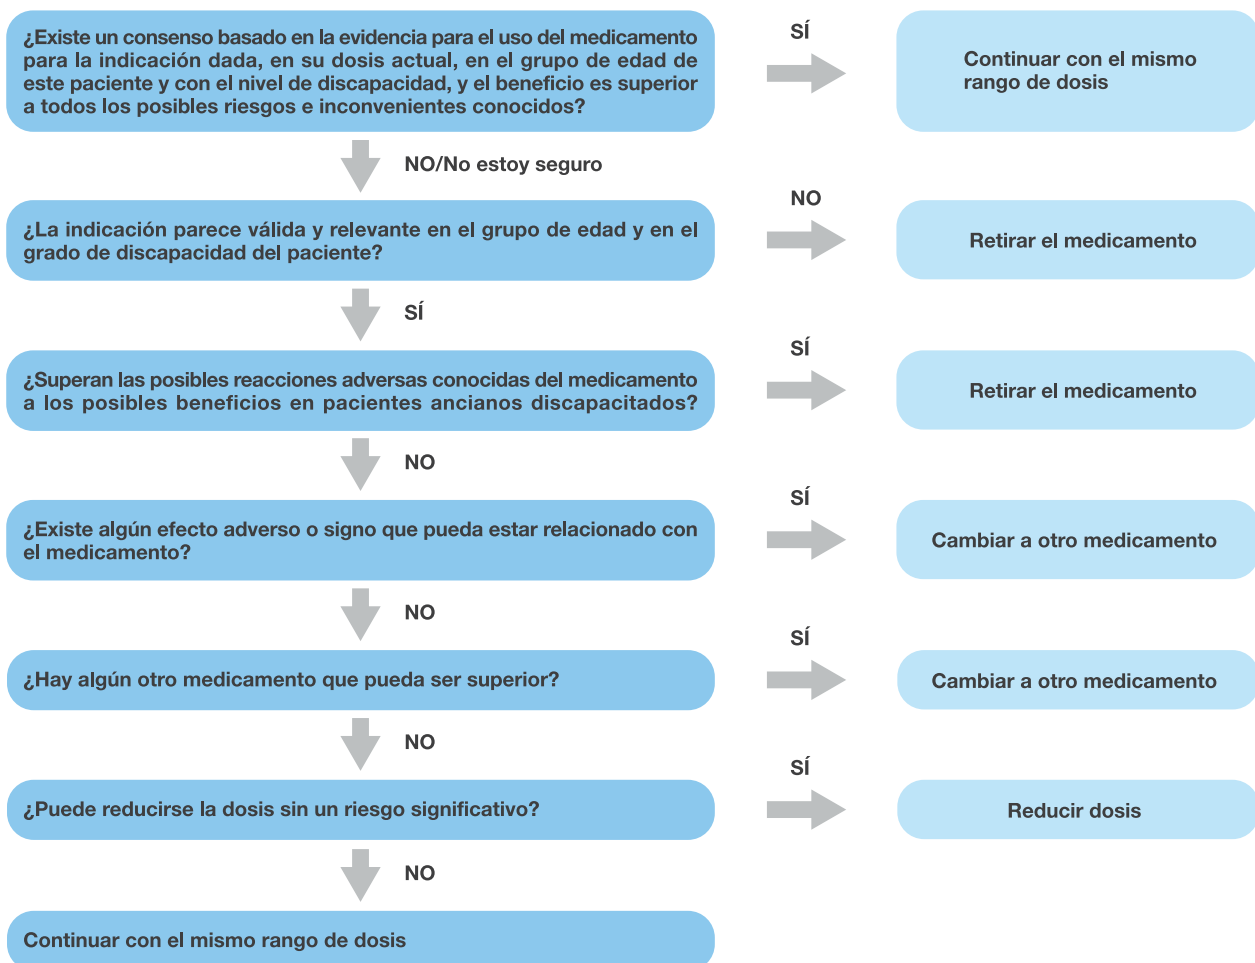 ¿Existe un consenso basado en la evidencia para el uso del medicamento
para la indicación dada, en su dosis actual, en el grupo de edad de
este paciente y con el nivel de discapacidad, y el beneficio es superior
a todos los posibles riesgos e inconvenientes conocidos?
SÍ
Continuar con el mismo
rango de dosis
NO/No estoy seguro
¿La indicación parece válida y relevante en el grupo de edad y en el
grado de discapacidad del paciente?
NO
Retirar el medicamento
SÍ
¿Superan las posibles reacciones adversas conocidas del medicamento
a los posibles beneficios en pacientes ancianos discapacitados?
SÍ
Retirar el medicamento
NO
¿Existe algún efecto adverso o signo que pueda estar relacionado con
el medicamento?
SÍ
Cambiar a otro medicamento
NO
¿Hay algún otro medicamento que pueda ser superior?
SÍ
Cambiar a otro medicamento
NO
¿Puede reducirse la dosis sin un riesgo significativo?
SÍ
Reducir dosis
NO
Continuar con el mismo rango de dosis